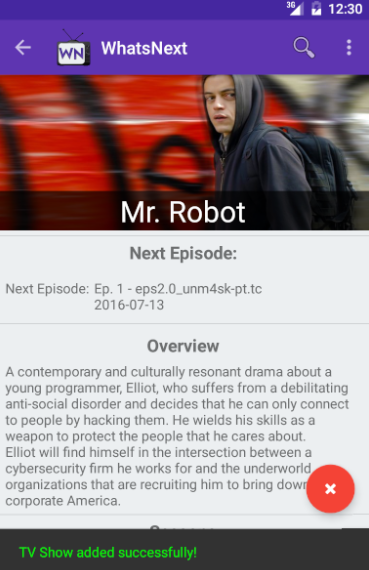 3G 12:30
WN WhatsNext
Mr. Robot
Next Episode:
Next Episode: Ep. 1 - eps2.0_unm4sk-pt.tc
2016-07-13
Overview
A contemporary and culturally resonant drama about a
young programmer, Elliot, who suffers from a debilitating
anti-social disorder and decides that he can only connect
to people by hacking them. He wields his skills as a
weapon to protect the people that he cares about.
Elliot will find himself in the intersection between a
cybersecurity firm he works for and the underworld
organizations that are recruiting him to bring down
corporate America.
TV Show added successfully!